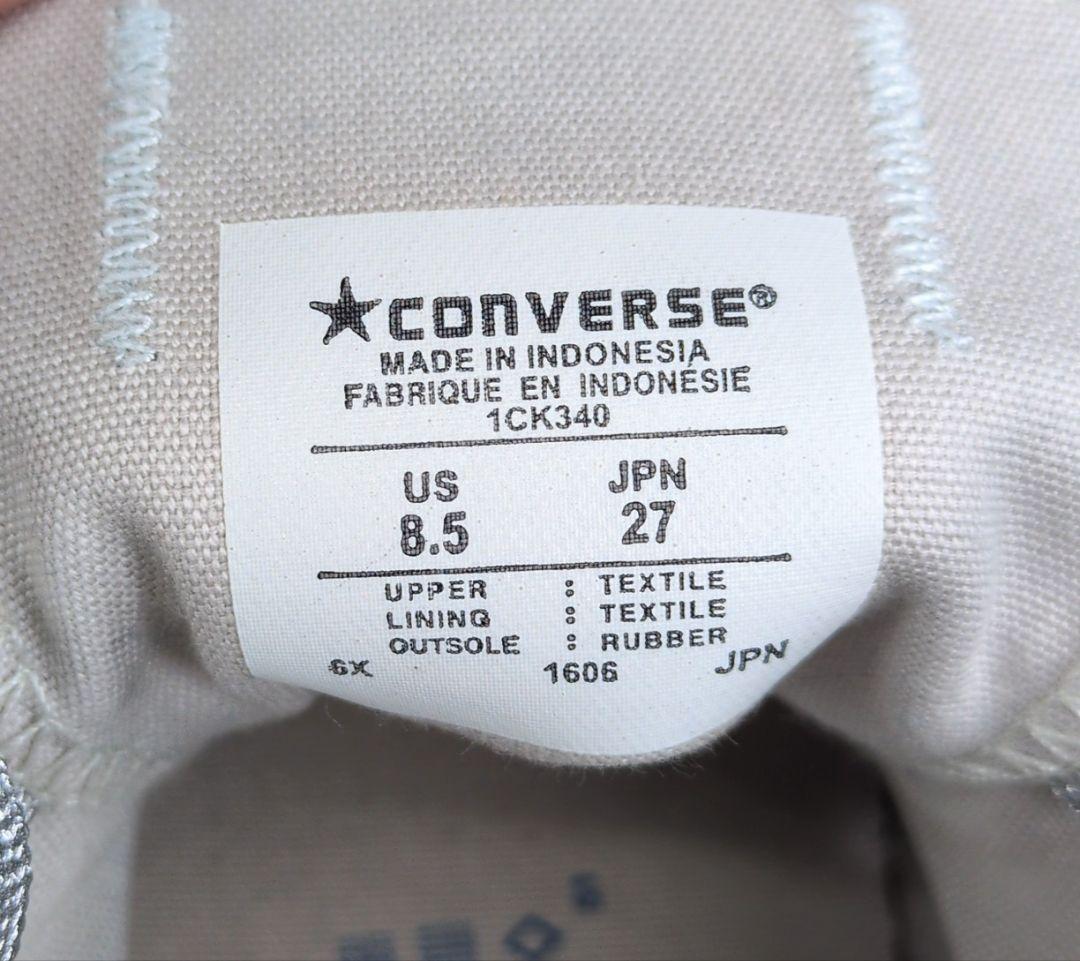 ★CONVERSE®
MADE IN INDONESIA
FABRIQUE EN INDONÉSIE
1CK340
US JPN
8.5 27
UPPER : TEXTILE
LINING : TEXTILE
OUTSOLE : RUBBER
6X 1606 JPN